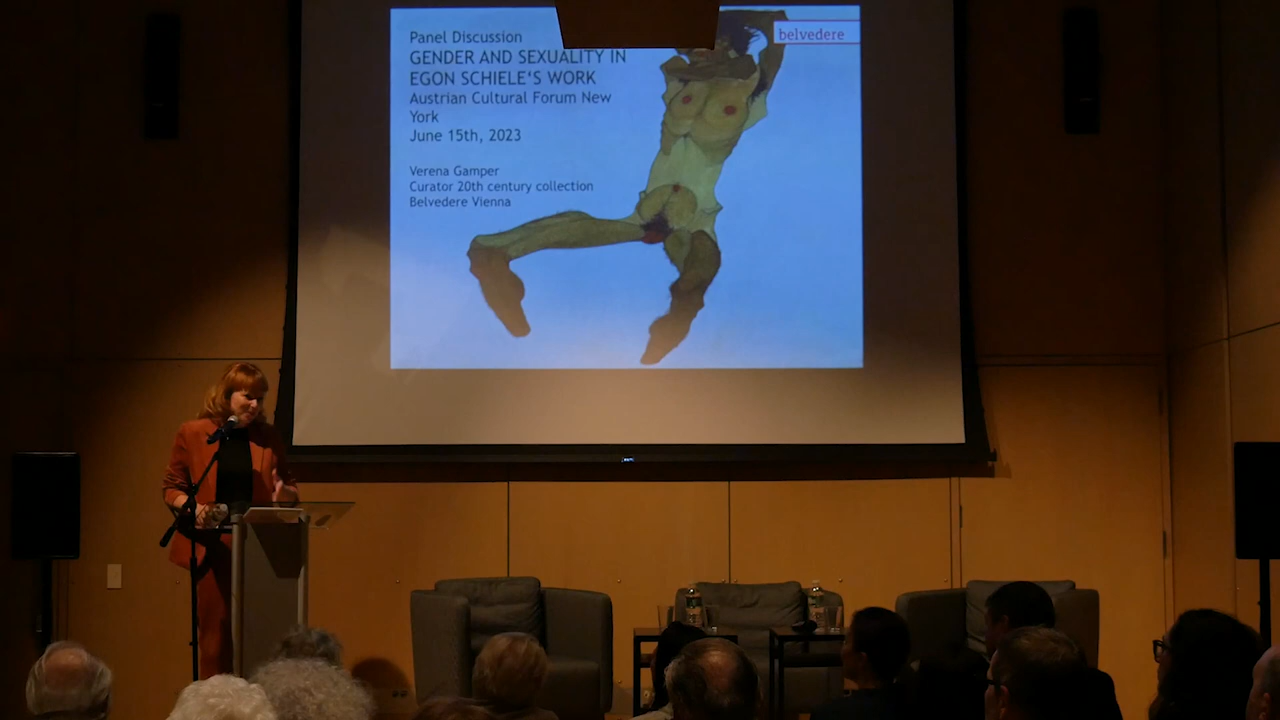 Panel Discussion
GENDER AND SEXUALITY IN
EGON SCHIELE‘S WORK
Austrian Cultural Forum New
York
June 15th, 2023
Verena Gamper
Curator 20th century collection
Belvedere Vienna
belvedere